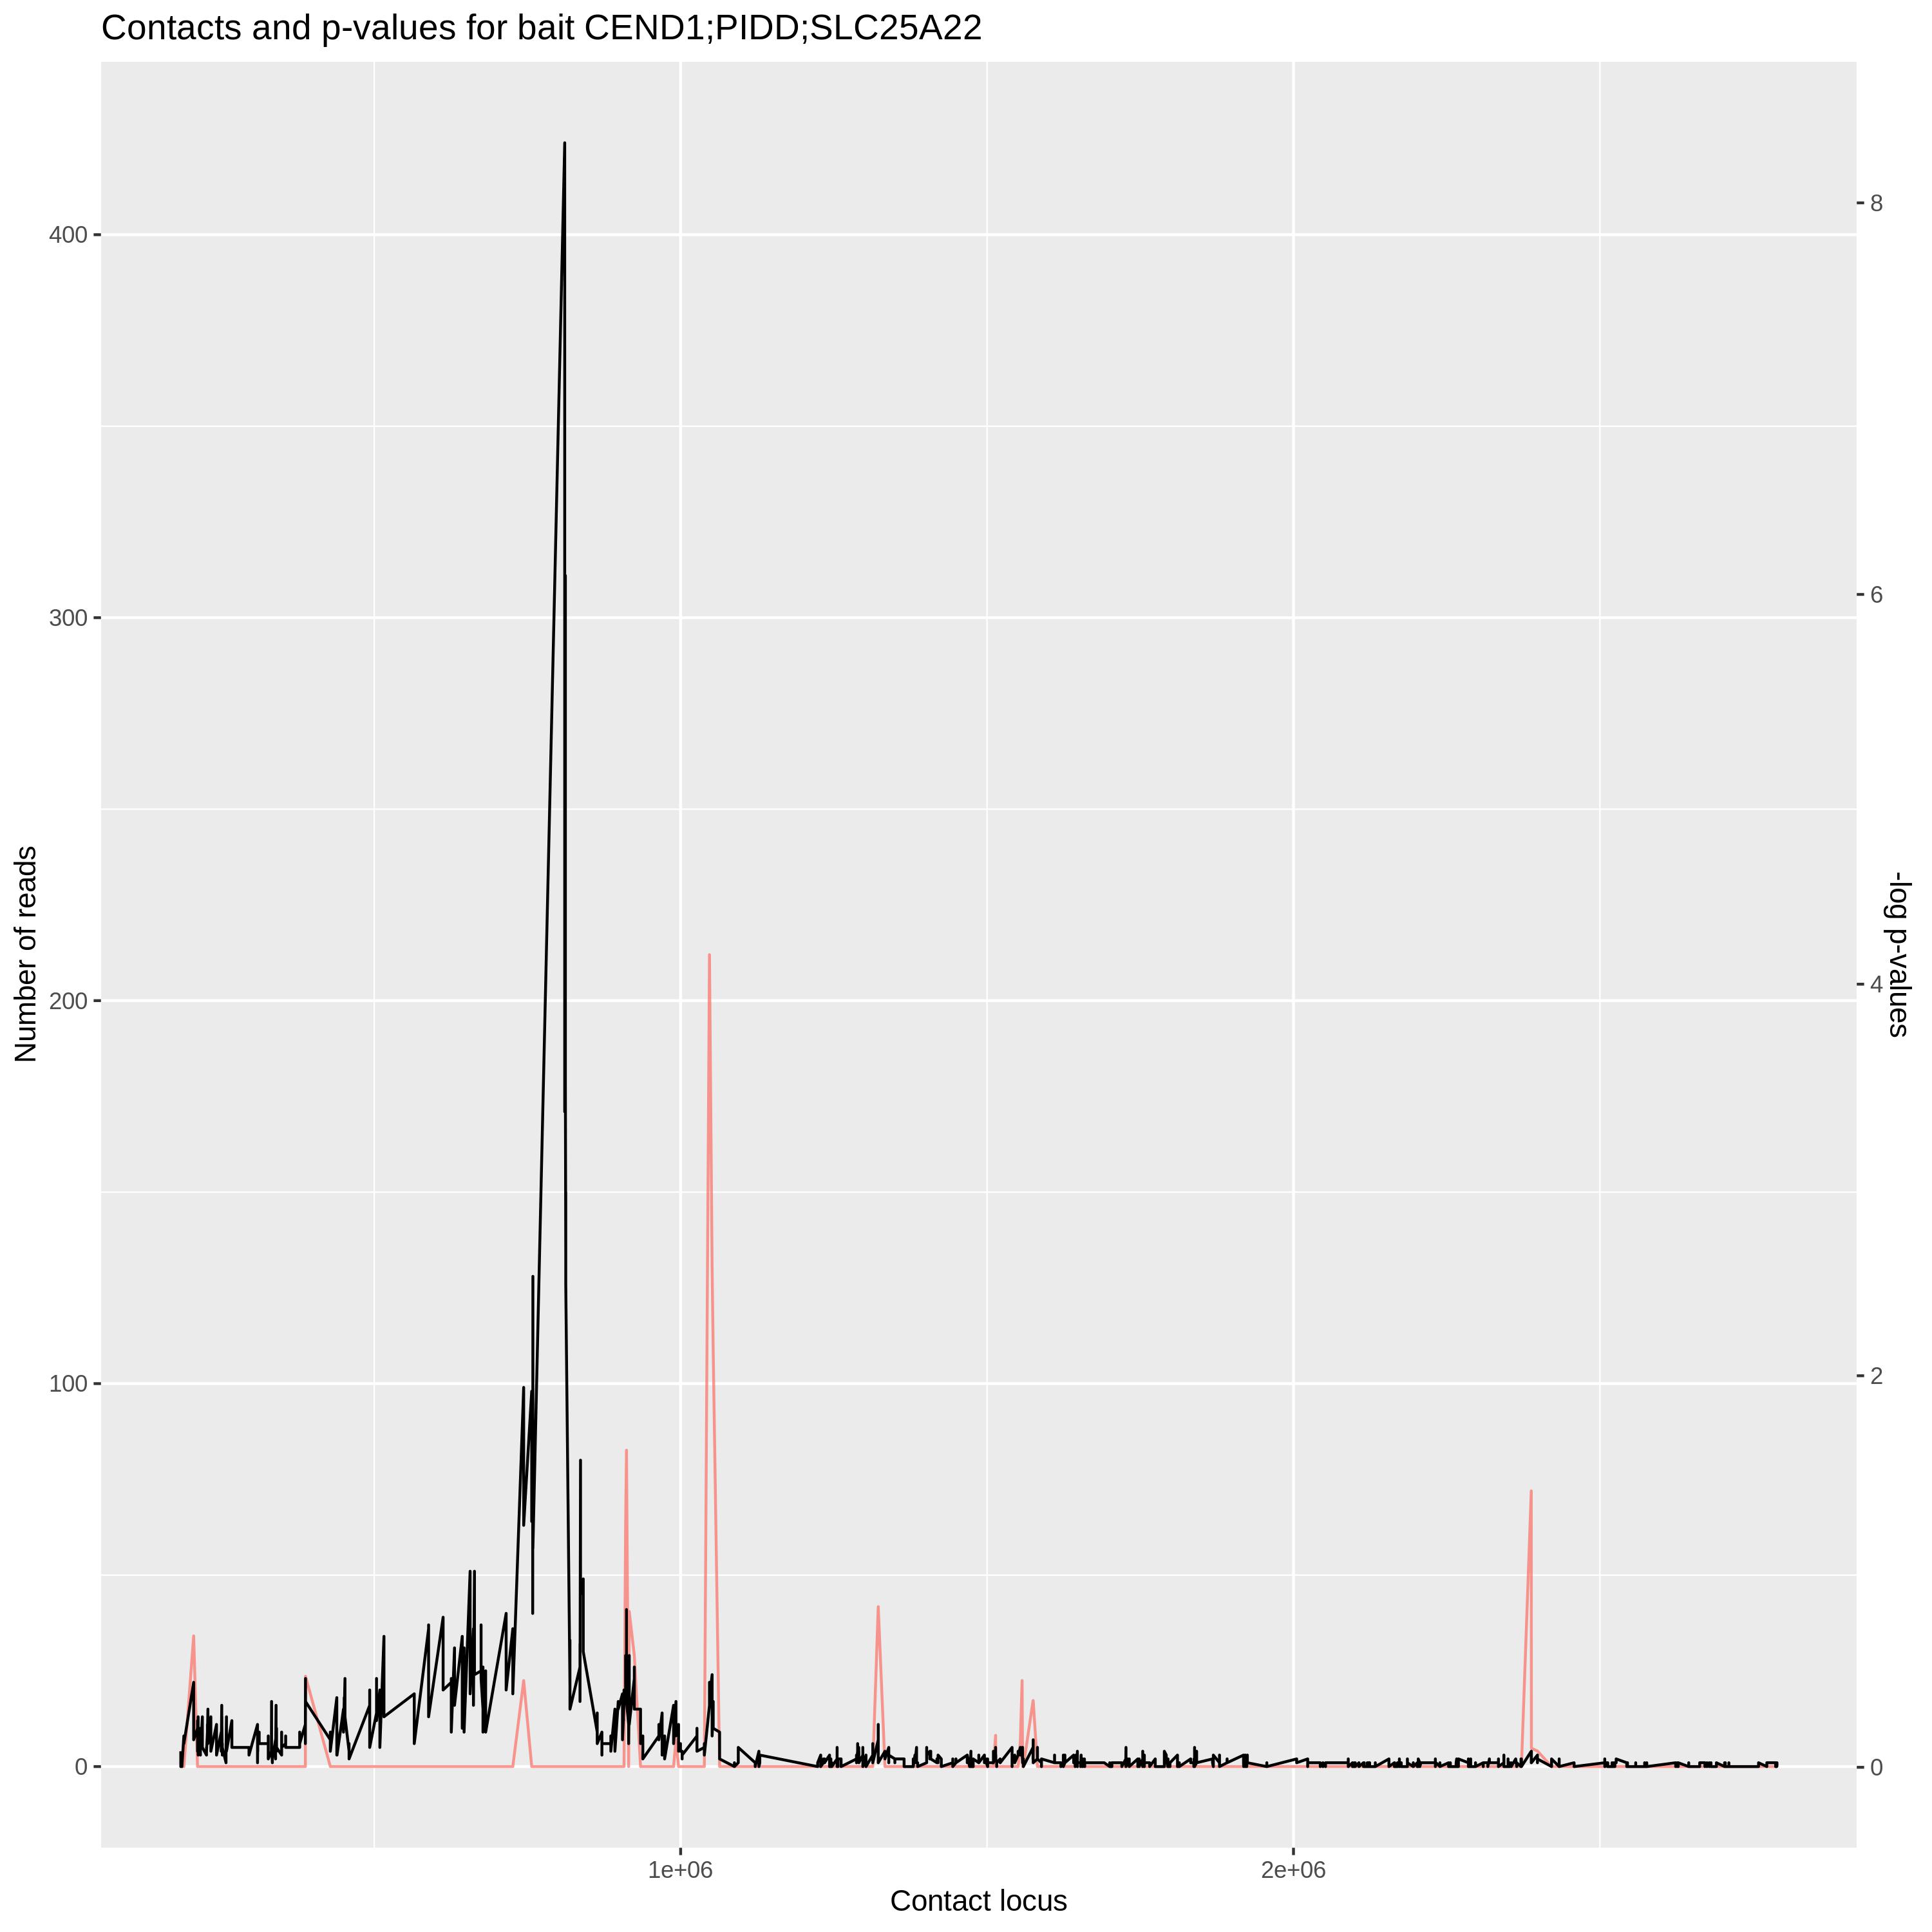 Contacts and p-values for bait CEND1;PIDD;SLC25A22
400
300
200
100
0
Number of reads
8
6
4
2
0
-log p-values
1e+06
2e+06
Contact locus